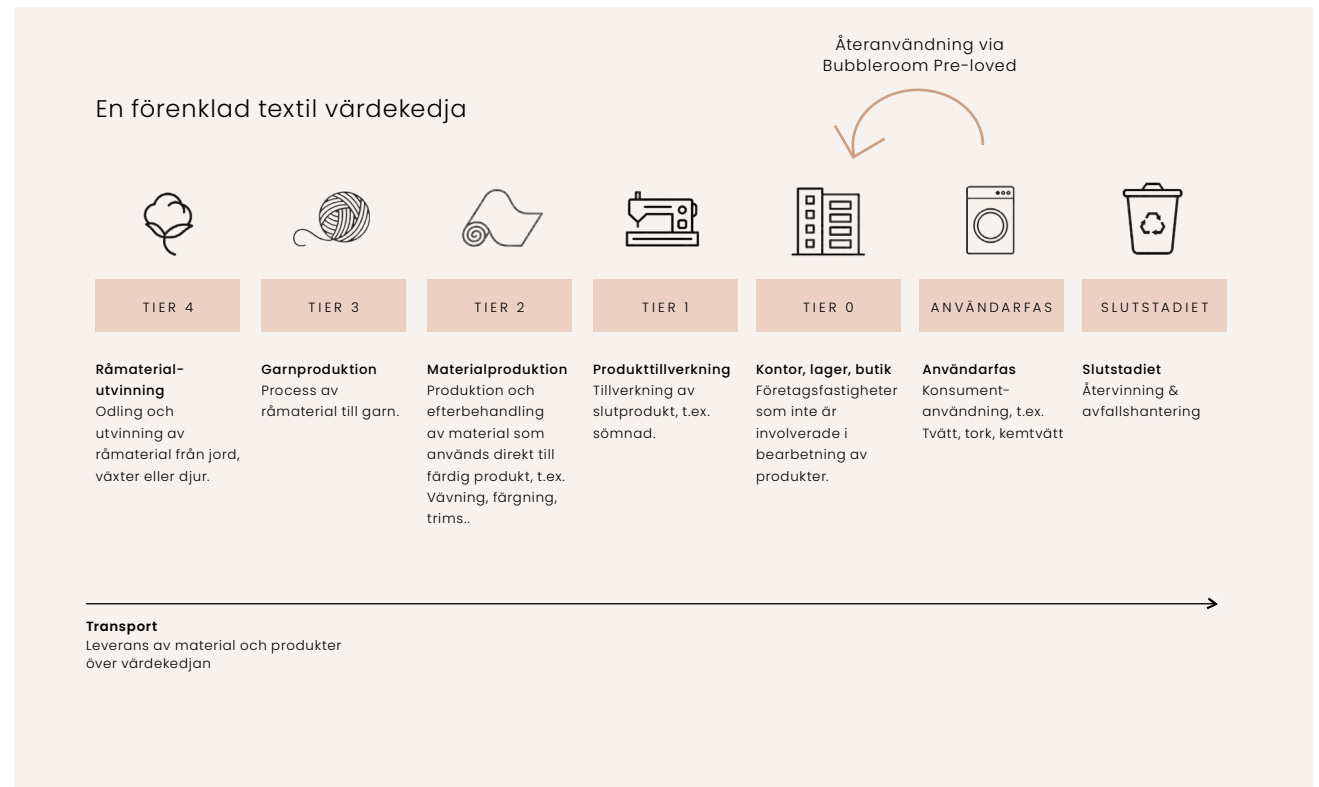 Återanvändning via
Bubbleroom Pre-loved
En förenklad textil värdekedja
TIER 4
TIER 3
TIER 2
TIER 1
TIER 0
ANVÄNDARFAS
SLUTSTADIET
Råmaterial-
utvinning
Odling och
utvinning av
råmaterial från jord,
växter eller djur.
Garnproduktion
Process av
råmaterial till garn.
Materialproduktion
Produktion och
efterbehandling
av material som
används direkt till
färdig produkt, t.ex.
Vävning, färgning,
trims..
Produkttillverkning
Tillverkning av
slutprodukt, t.ex.
sömnad.
Kontor, lager, butik
Företagsfastigheter
som inte är
involverade i
bearbetning av
produkter.
Användarfas
Konsument-
användning, t.ex.
Tvätt, tork, kemtvätt
Slutstadiet
Återvinning &
avfallshantering
Transport
Leverans av material och produkter
över värdekedjan